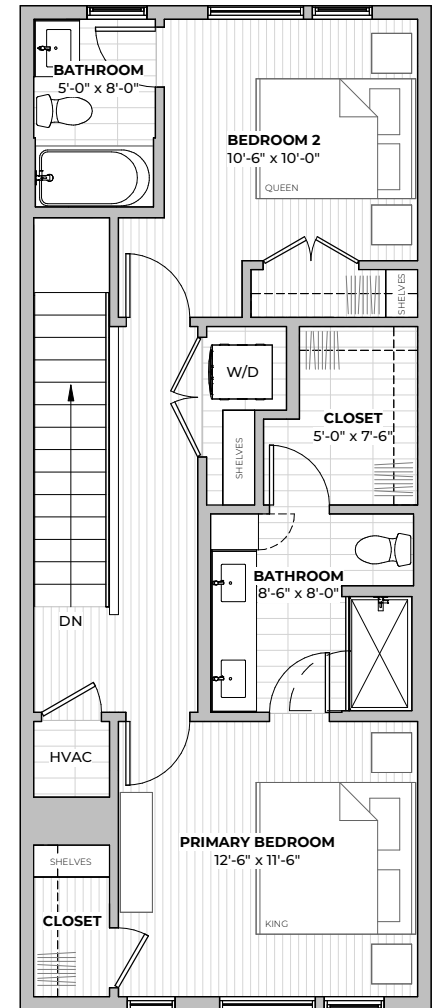 BATHROOM
5'-0" x 8'-0"
BEDROOM 2
10'-6" x 10'-0"
QUEEN
SHELVES
W/D
CLOSET
5'-0" x 7'-6"
SHELVES
BATHROOM
8'-6" x 8'-0"
DN
HVAC
PRIMARY BEDROOM
12'-6" x 11'-6"
SHELVES
CLOSET
KING